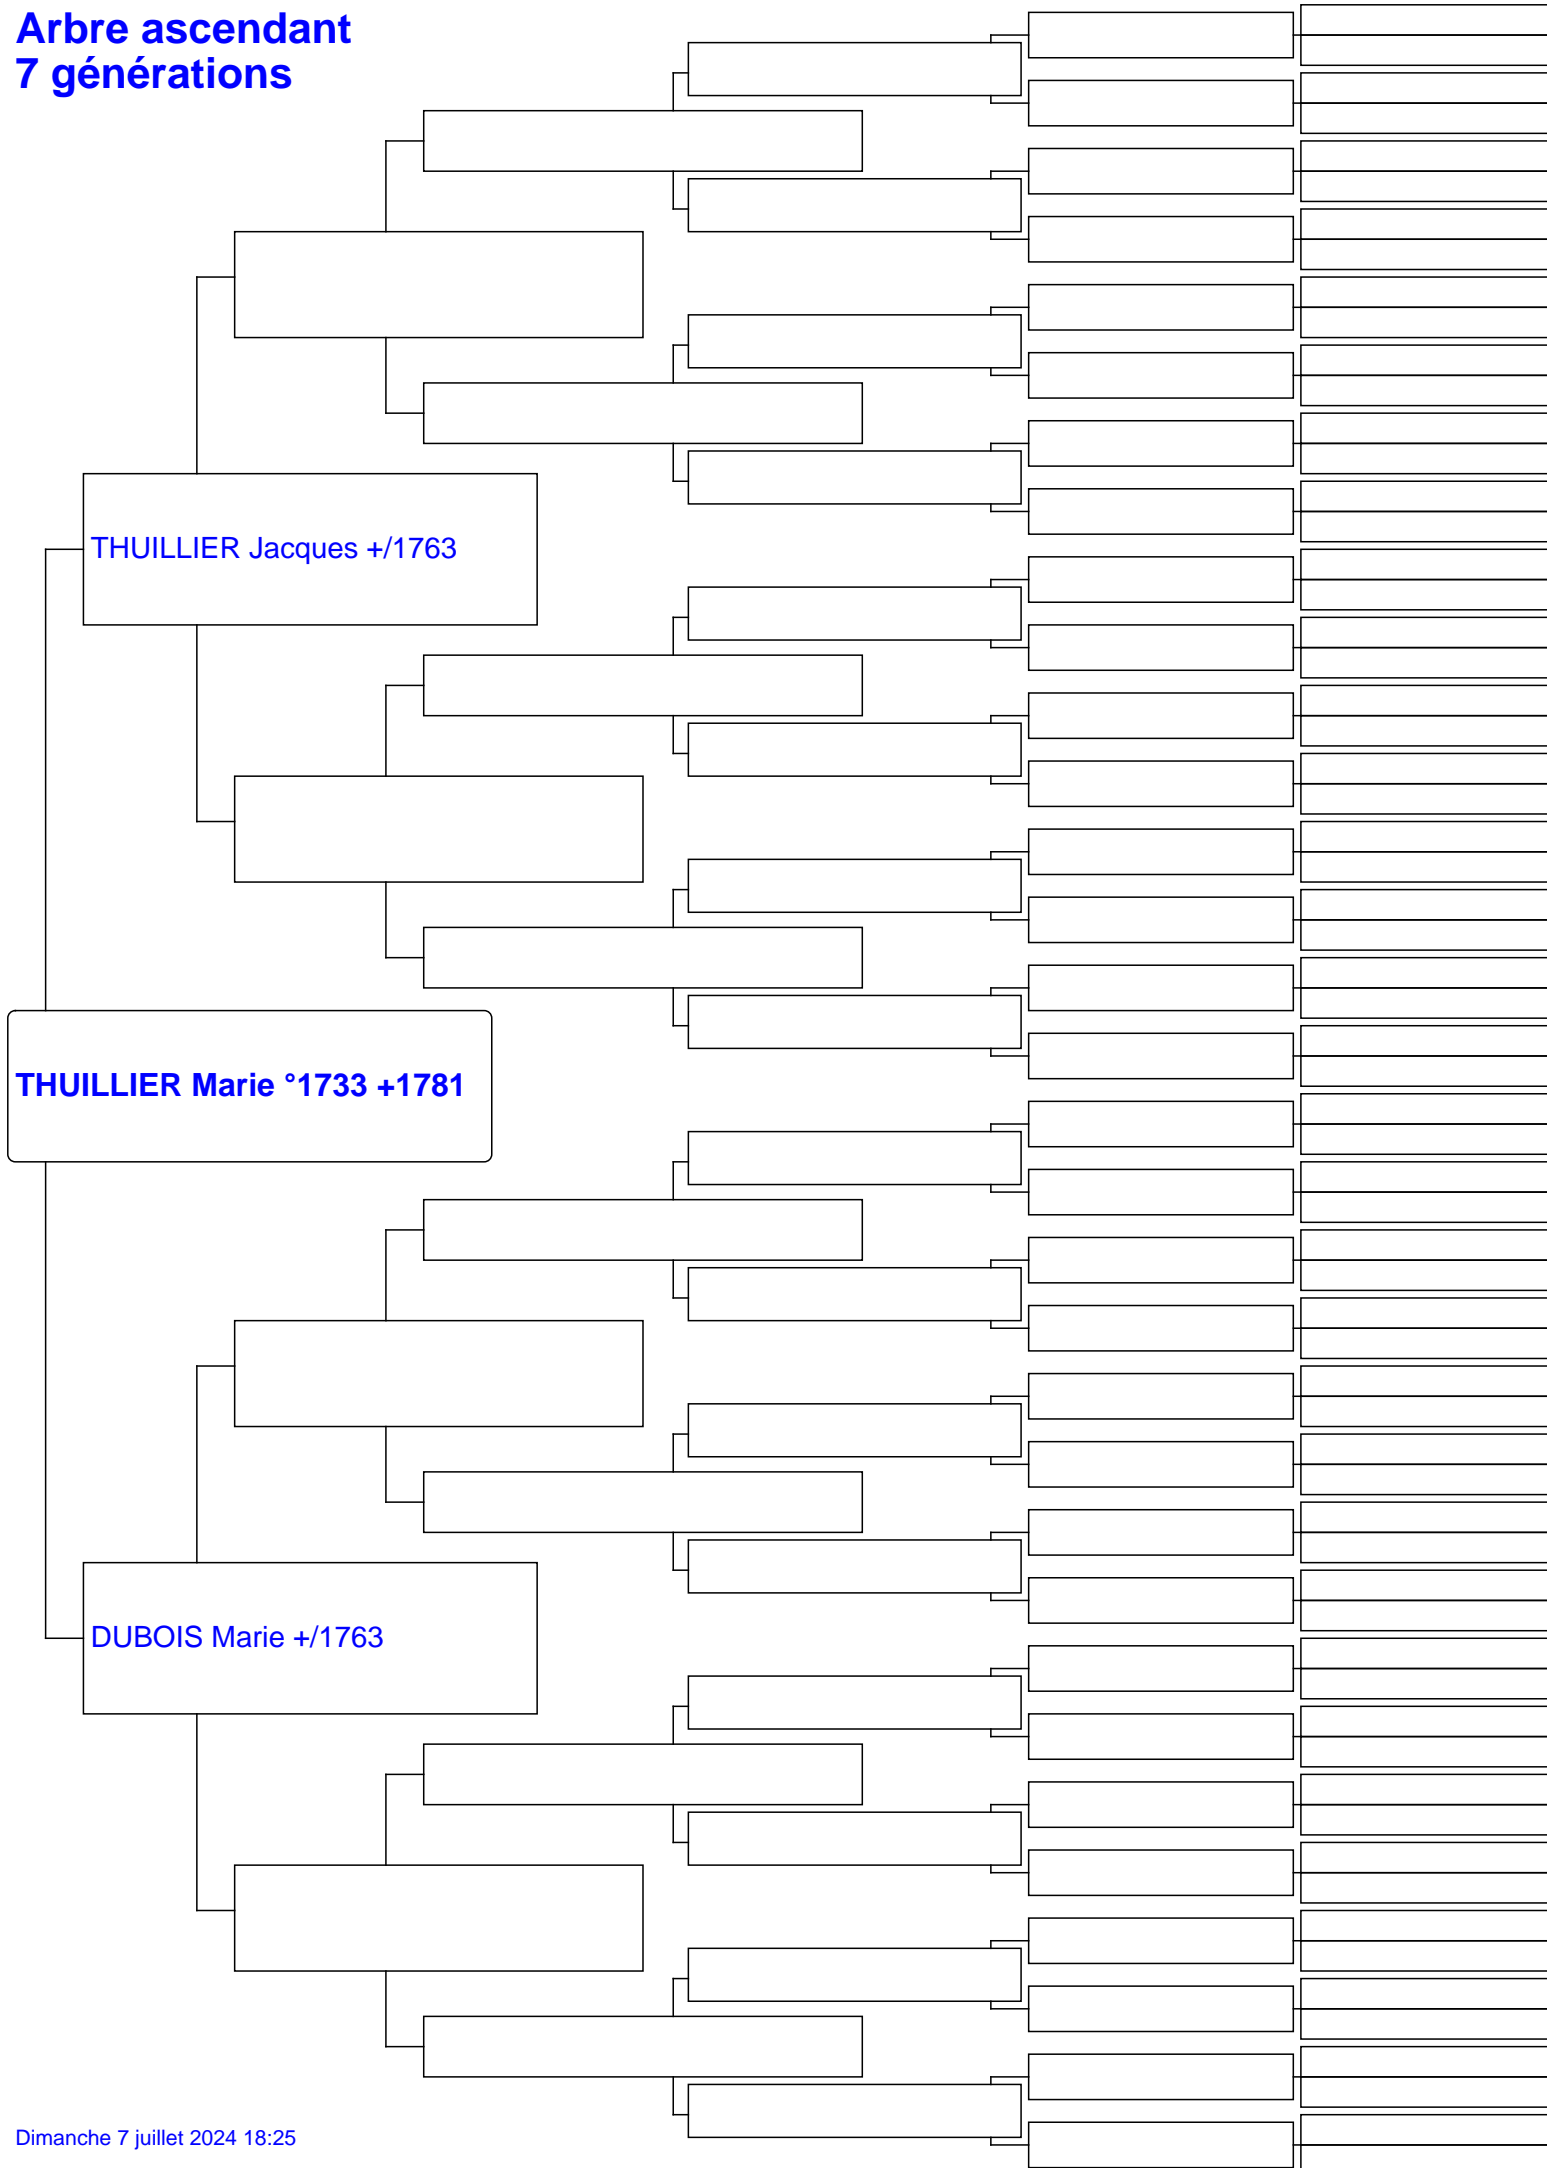 Arbre ascendant
7 générations
THUILLIER Jacques +/1763
THUILLIER Marie °1733 +1781
DUBOIS Marie +/1763
Dimanche 7 juillet 2024 18:25